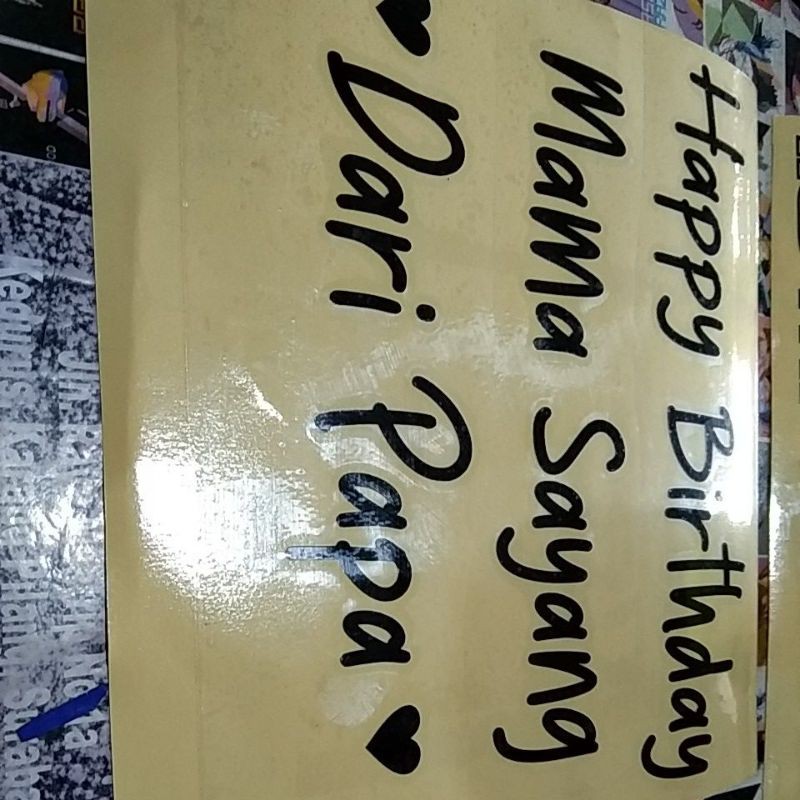 Happy Birthday
MaMa Sayang
♥ Dari Papa ♥